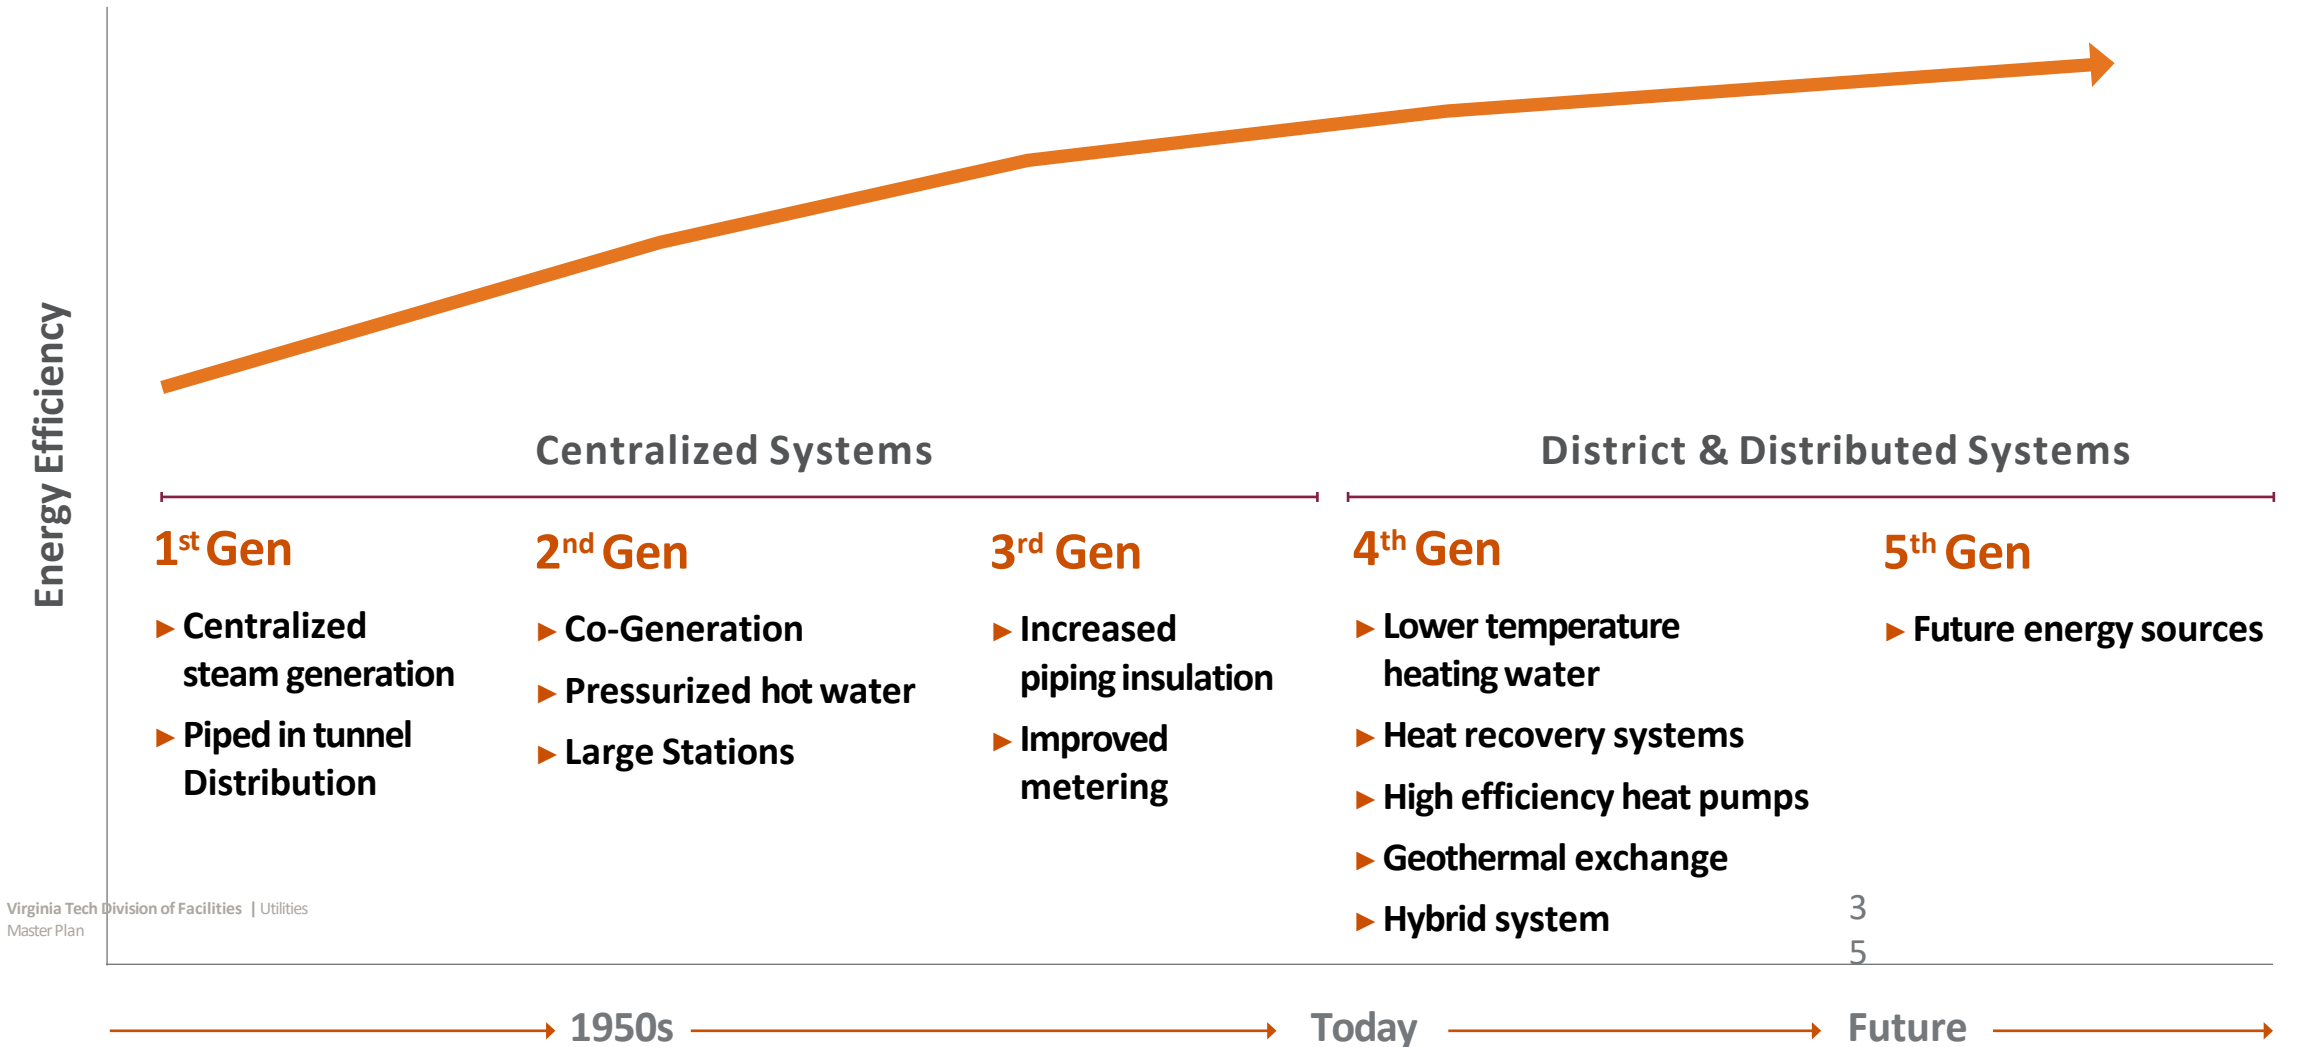 Energy Efficiency
Centralized Systems
District & Distributed Systems
1st Gen
► Centralized
steam generation
► Piped in tunnel
Distribution
2nd Gen
► Co-Generation
► Pressurized hot water
► Large Stations
3rd Gen
► Increased
piping insulation
► Improved
metering
4th Gen
► Lower temperature
heating water
► Heat recovery systems
► High efficiency heat pumps
► Geothermal exchange
► Hybrid system
5th Gen
► Future energy sources
Virginia Tech Division of Facilities | Utilities
Master Plan
3
5
1950s
Today
Future